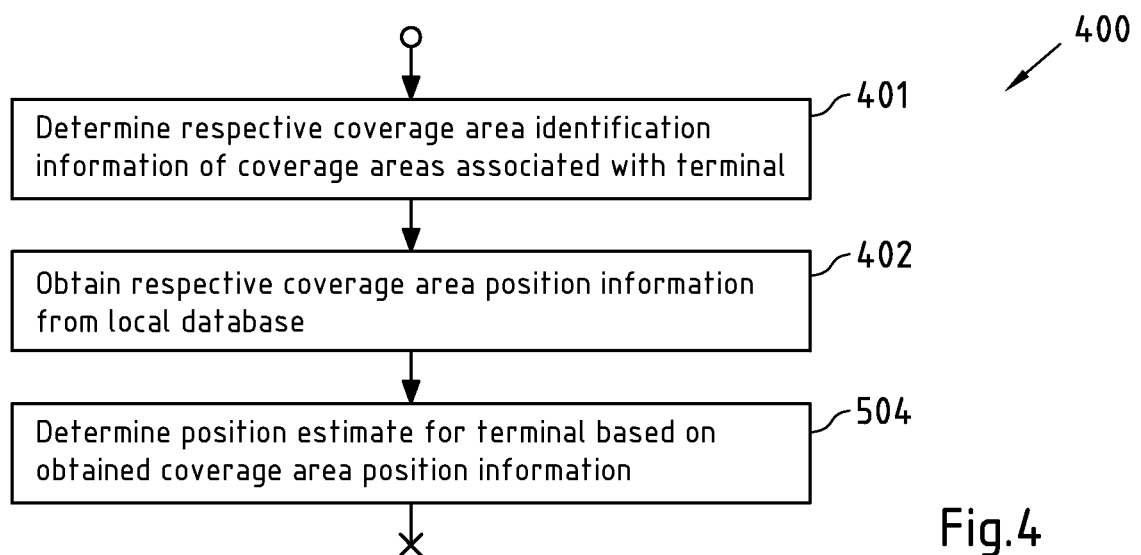 400
401
Determine respective coverage area identification
information of coverage areas associated with terminal
402
Obtain respective coverage area position information
from local database
504
Determine position estimate for terminal based on
obtained coverage area position information
Fig.4